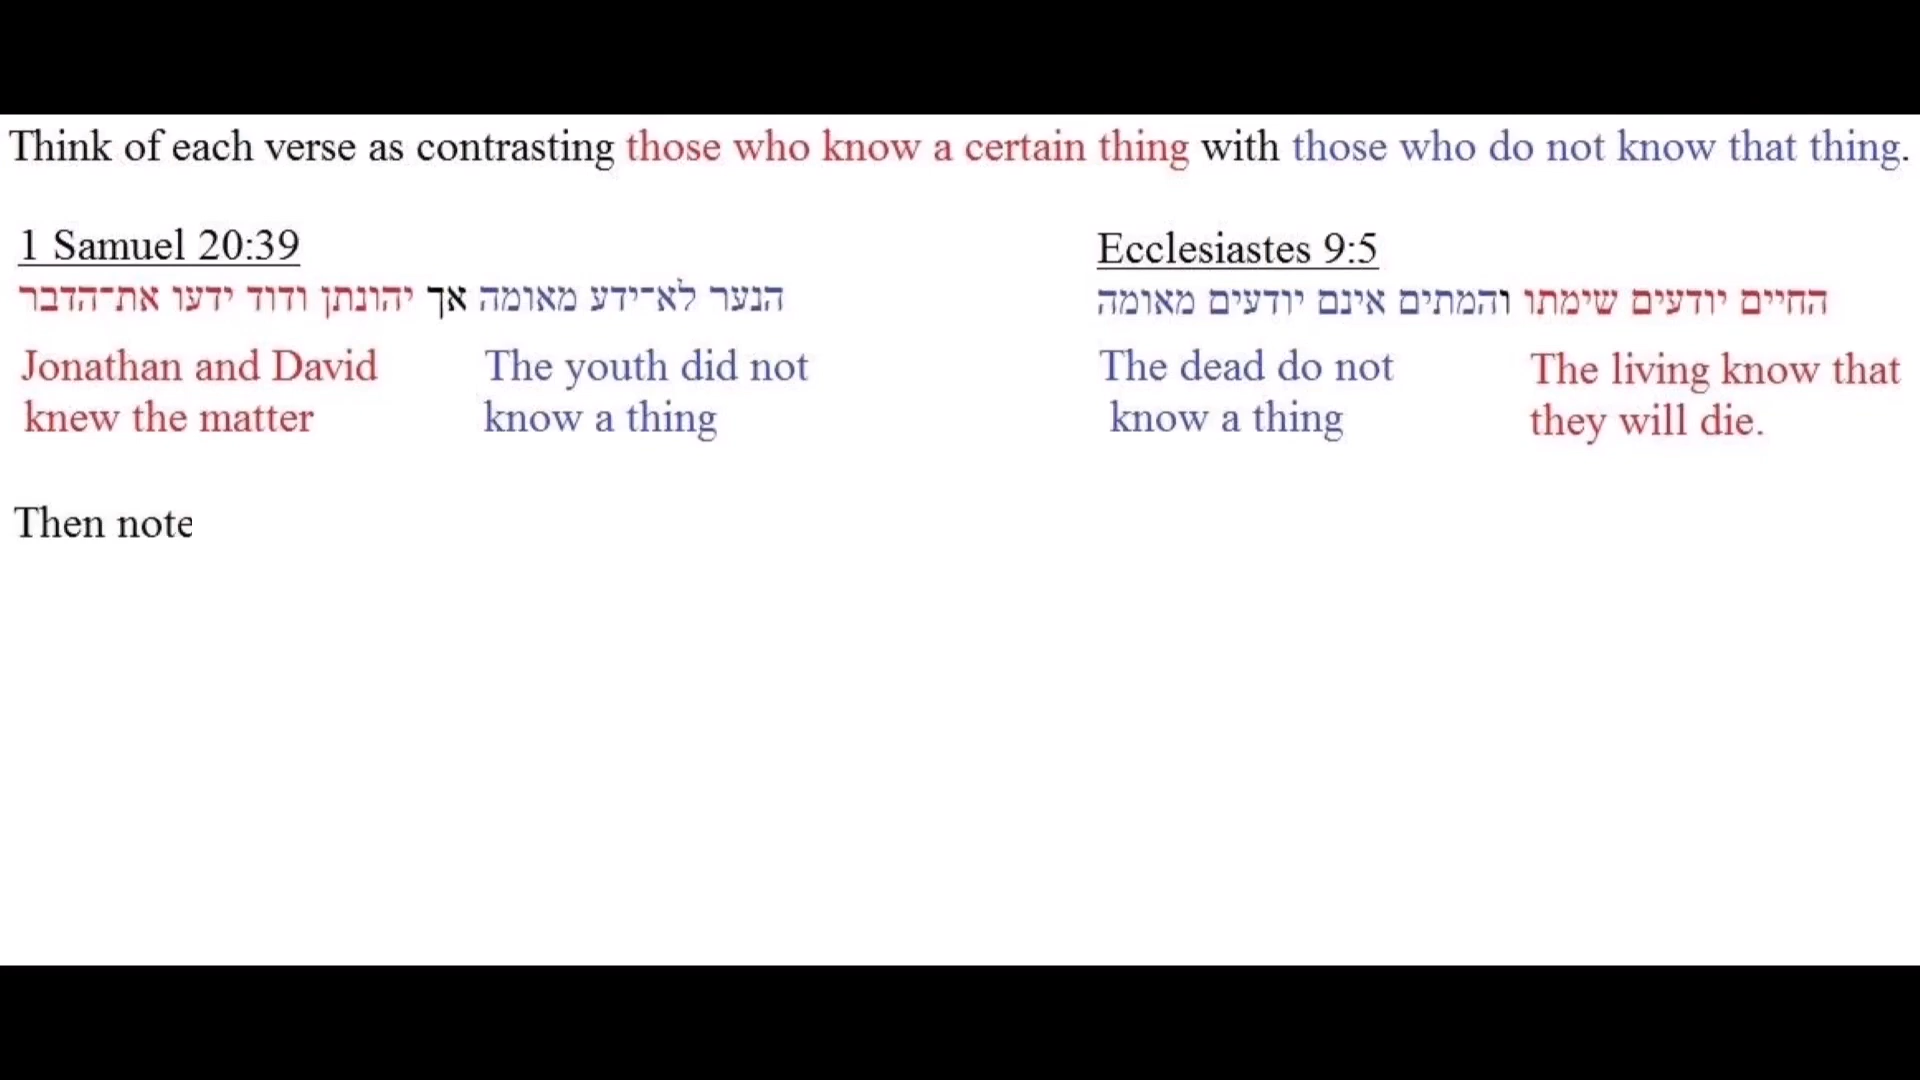 Think of each verse as contrasting those who know a certain thing with those who do not know that thing.
1 Samuel 20:39
הנער לא־ידע מאומה אך יהונתן ודוד ידעו את־הדבר
Jonathan and David
knew the matter
The youth did not
know a thing
Ecclesiastes 9:5
החיים יודעים שימתו והמתים אינם יודעים מאומה
The dead do not
know a thing
The living know that
they will die.
Then note